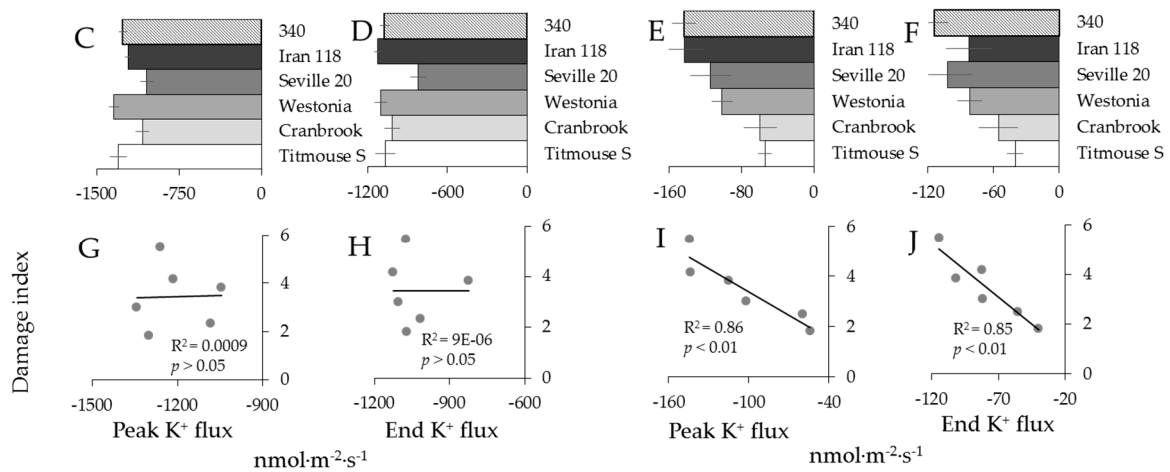 C
340
Iran 118
Seville 20
Westonia
Cranbrook
Titmouse S
-1500 -750 0
D
340
Iran 118
Seville 20
Westonia
Cranbrook
Titmouse S
-1200 -600 0
E
340
Iran 118
Seville 20
Westonia
Cranbrook
Titmouse S
-160 -80 0
F
340
Iran 118
Seville 20
Westonia
Cranbrook
Titmouse S
-120 -60 0
Damage index
G
6
4
2
0
R² = 0.0009
p > 0.05
-1500 -1200 -900
Peak K⁺ flux
H
6
4
2
0
R² = 9E-06
p > 0.05
-1200 -900 -600
End K⁺ flux
nmol·m⁻²·s⁻¹
I
6
4
2
0
R² = 0.86
p < 0.01
-160 -100 -40
Peak K⁺ flux
J
6
4
2
0
R² = 0.85
p < 0.01
-120 -70 -20
End K⁺ flux
nmol·m⁻²·s⁻¹